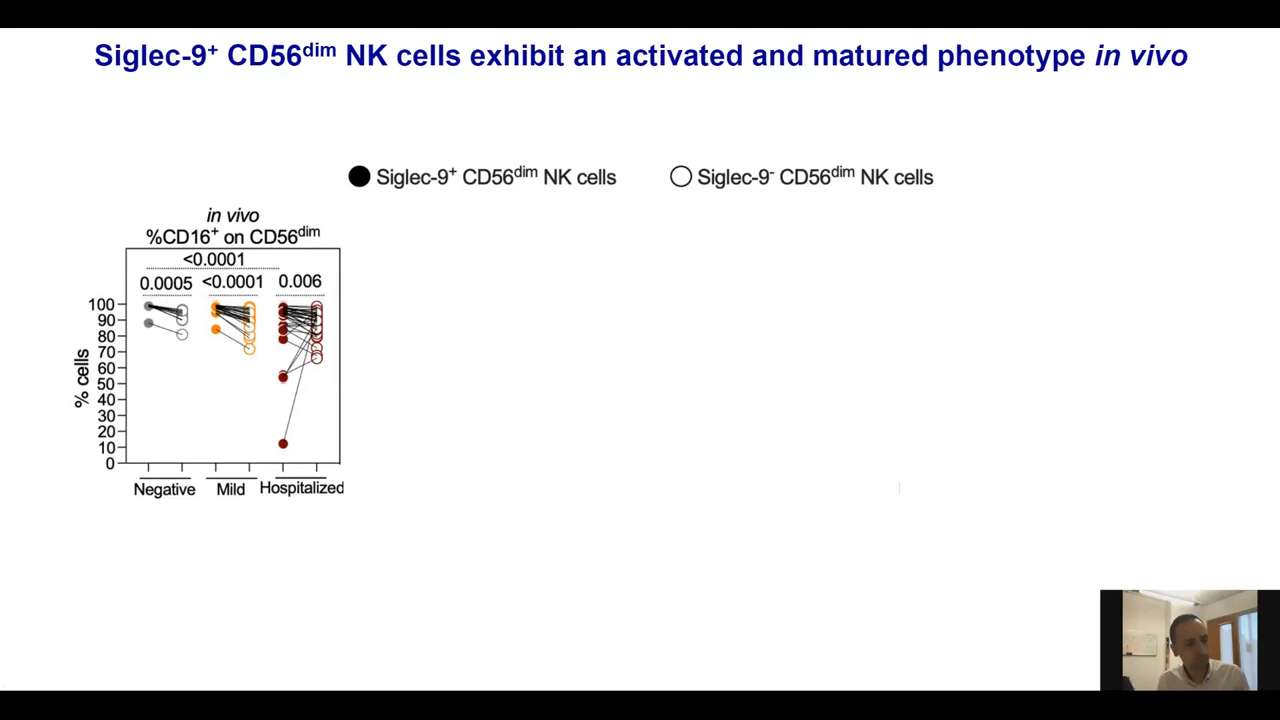 Siglec-9⁺ CD56ᵈⁱᵐ NK cells exhibit an activated and matured phenotype in vivo
Siglec-9⁺ CD56ᵈⁱᵐ NK cells
Siglec-9⁻ CD56ᵈⁱᵐ NK cells
in vivo
%CD16⁺ on CD56ᵈⁱᵐ
<0.0001
0.0005 <0.0001 0.006
% cells
100
90
80
70
60
50
40
30
20
10
0
Negative Mild Hospitalized